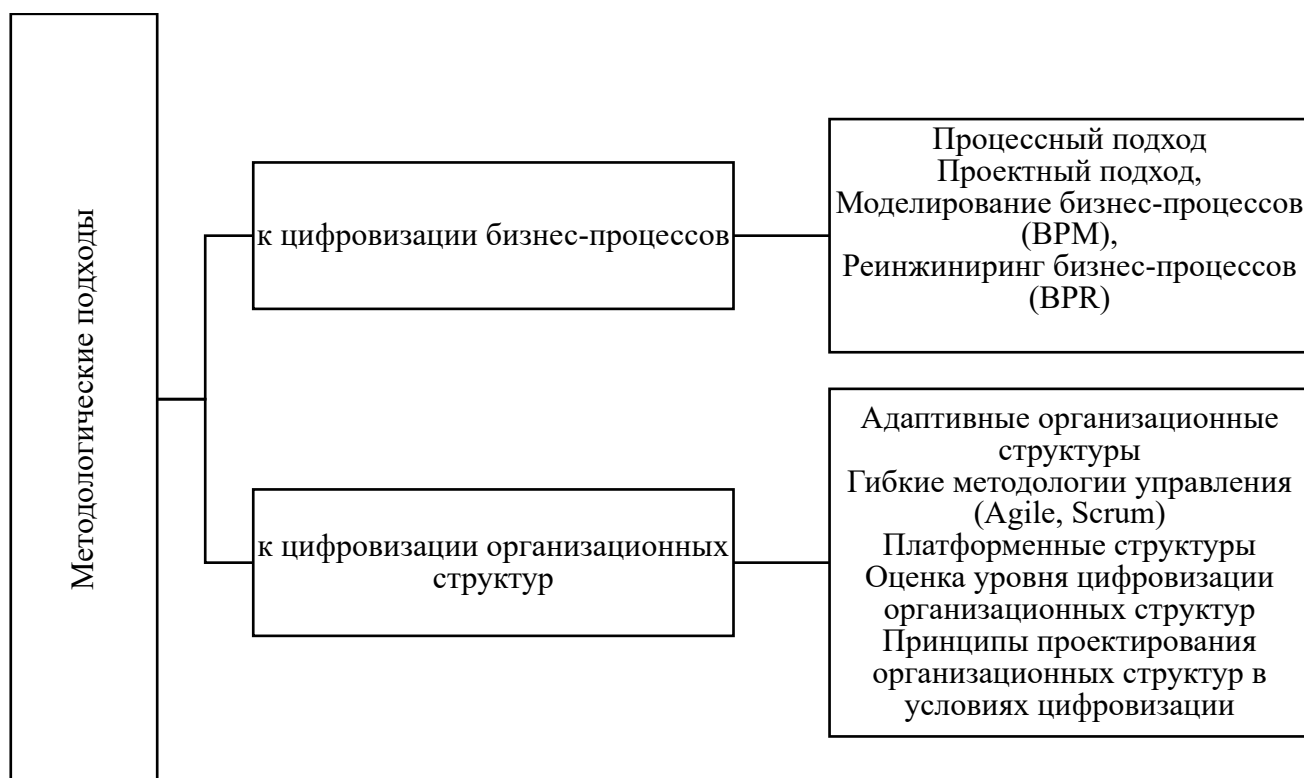 Методологические подходы
к цифровизации бизнес-процессов
Процессный подход
Проектный подход,
Моделирование бизнес-процессов
(BPM),
Реинжиниринг бизнес-процессов
(BPR)
к цифровизации организационных
структур
Адаптивные организационные
структуры
Гибкие методологии управления
(Agile, Scrum)
Платформенные структуры
Оценка уровня цифровизации
организационных структур
Принципы проектирования
организационных структур в
условиях цифровизации